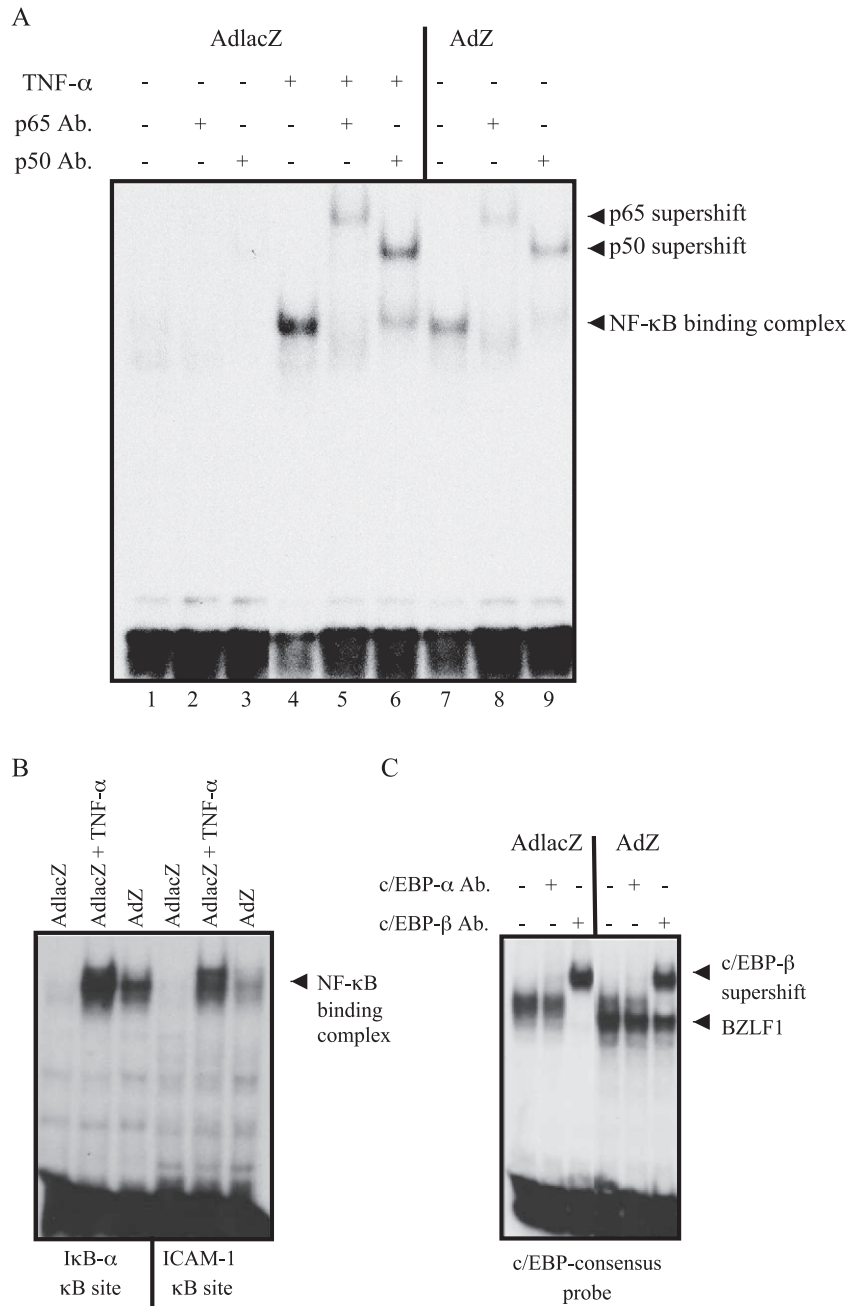 A
AdlacZ AdZ
TNF-α - - - + + + - - -
p65 Ab. - + - - + - - + -
p50 Ab. - - + - - + - - +
p65 supershift
p50 supershift
NF-κB binding complex
1 2 3 4 5 6 7 8 9
B
AdlacZ
AdlacZ + TNF-α
AdZ
AdlacZ
AdlacZ + TNF-α
AdZ
NF-κB
binding
complex
IκB-α
κB site
ICAM-1
κB site
C
AdlacZ AdZ
c/EBP-α Ab. - + - - + -
c/EBP-β Ab. - - + - - +
c/EBP-β
supershift
BZLF1
c/EBP-consensus
probe